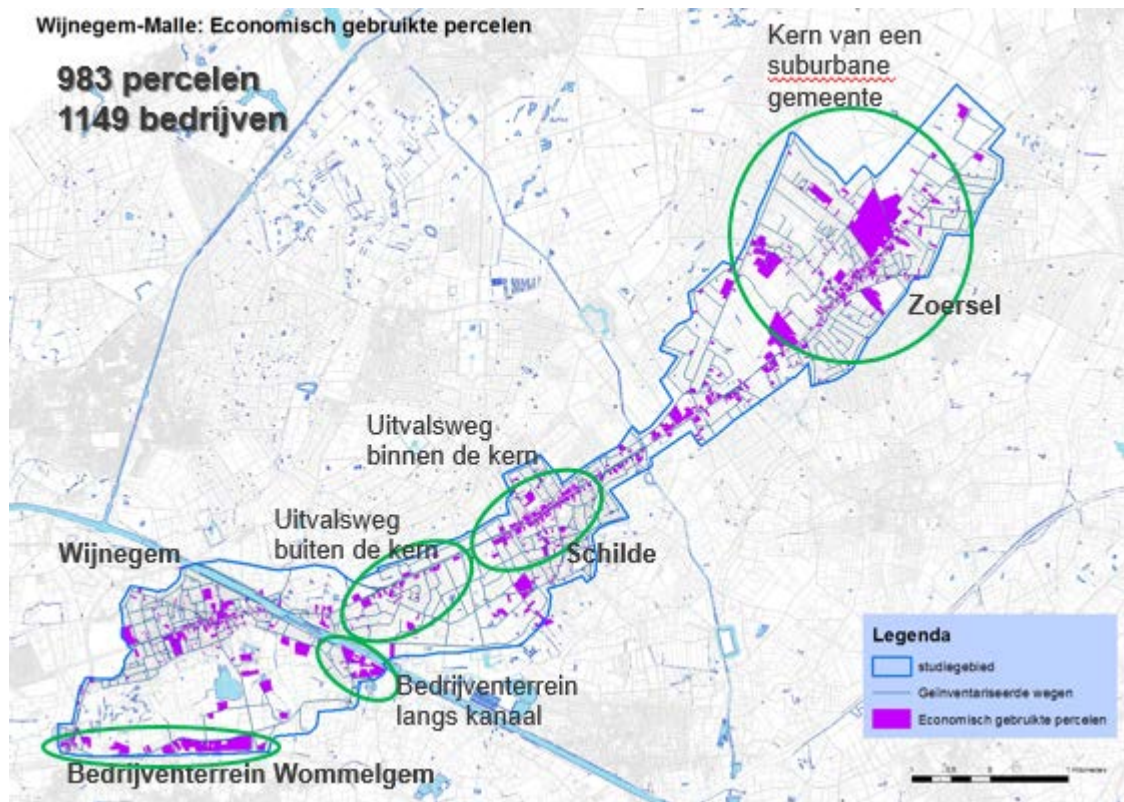 Wijnegem-Malle: Economisch gebruikte percelen
983 percelen
1149 bedrijven
Kern van een
suburbane
gemeente
Zoersel
Uitvalsweg
binnen de kern
Uitvalsweg
buiten de kern
Wijnegem
Schilde
Bedrijventerrein
langs kanaal
Bedrijventerrein Wommelgem
Legenda
studiegebied
Geïnventariseerde wegen
Economisch gebruikte percelen